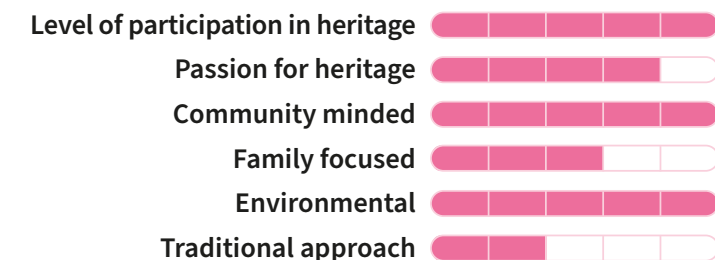 Level of participation in heritage
Passion for heritage
Community minded
Family focused
Environmental
Traditional approach